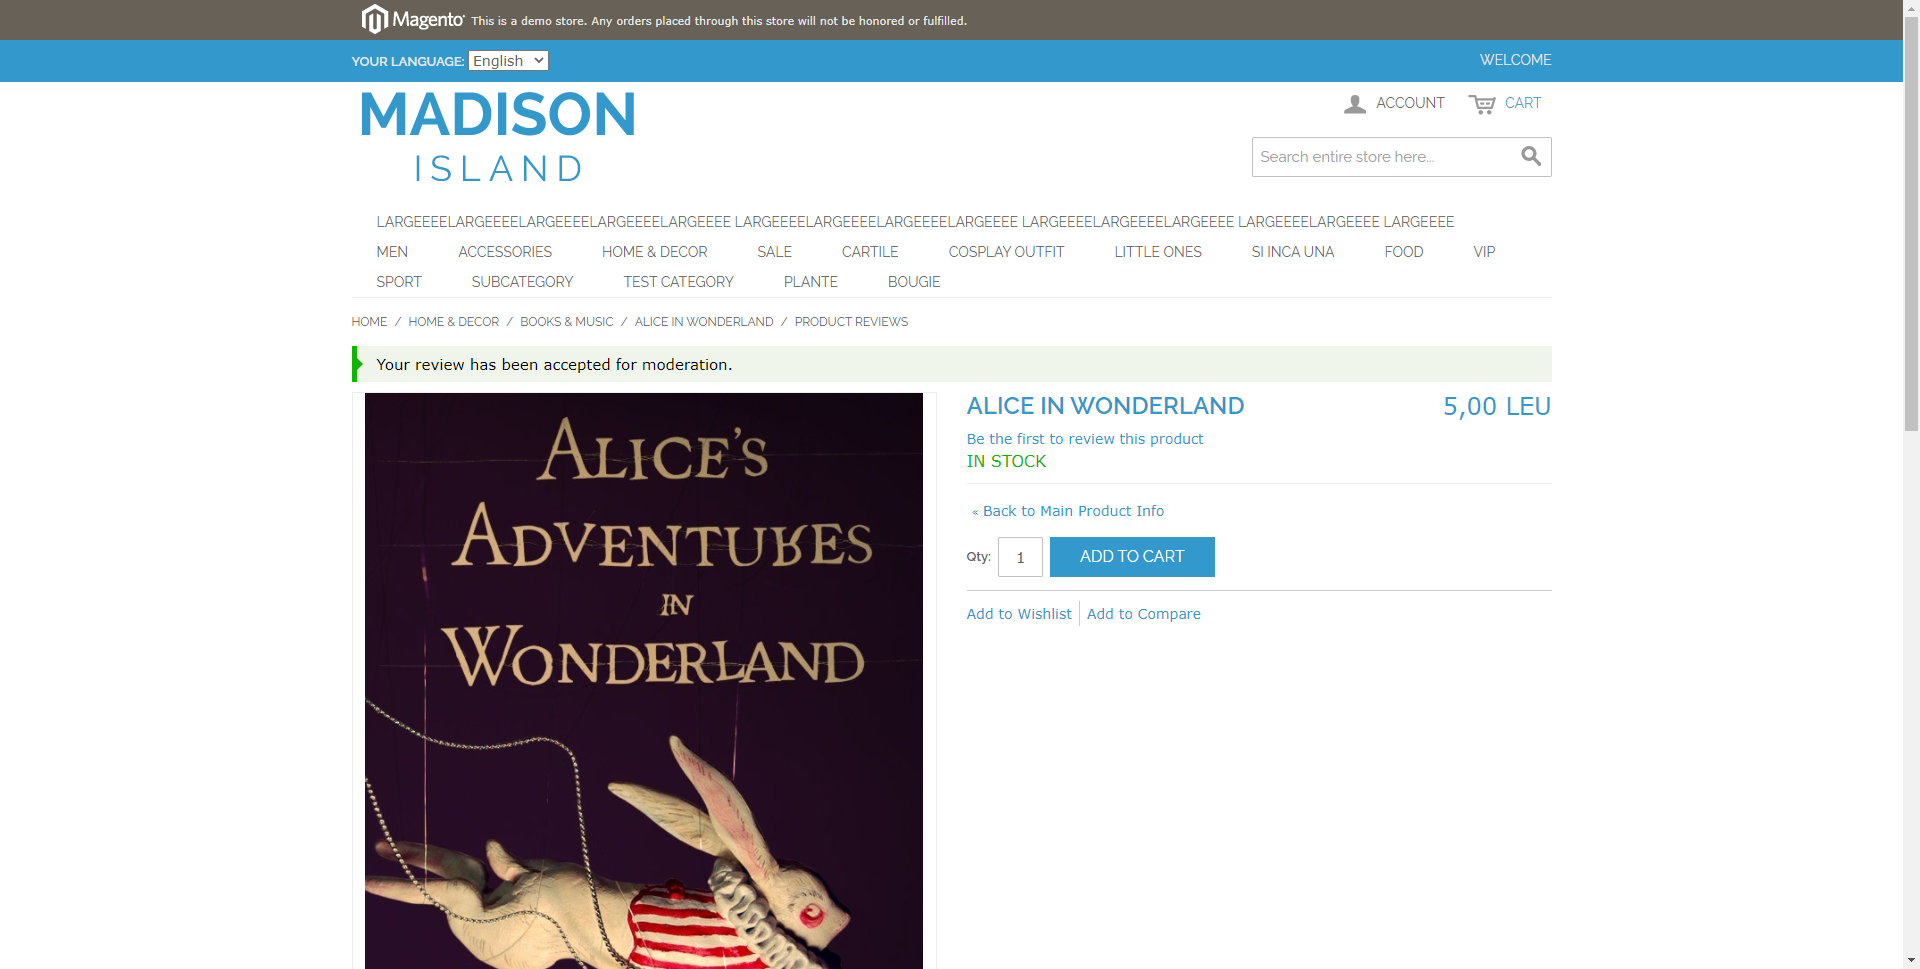 Magento® This is a demo store. Any orders placed through this store will not be honored or fulfilled.
YOUR LANGUAGE: English WELCOME
MADISON
ISLAND
ACCOUNT CART
Search entire store here...
LARGEEEELARGEEEELARGEEEELARGEEEELARGEEEE LARGEEEELARGEEEELARGEEEELARGEEEE LARGEEEELARGEEEELARGEEEE LARGEEEELARGEEEE LARGEEEE
MEN ACCESSORIES HOME & DECOR SALE CARTILE COSPLAY OUTFIT LITTLE ONES SI INCA UNA FOOD VIP
SPORT SUBCATEGORY TEST CATEGORY PLANTE BOUGIE
HOME / HOME & DECOR / BOOKS & MUSIC / ALICE IN WONDERLAND / PRODUCT REVIEWS
Your review has been accepted for moderation.
ALICE'S
ADVENTURES
IN
WONDERLAND
ALICE IN WONDERLAND 5,00 LEU
Be the first to review this product
IN STOCK
« Back to Main Product Info
Qty: 1 ADD TO CART
Add to Wishlist Add to Compare